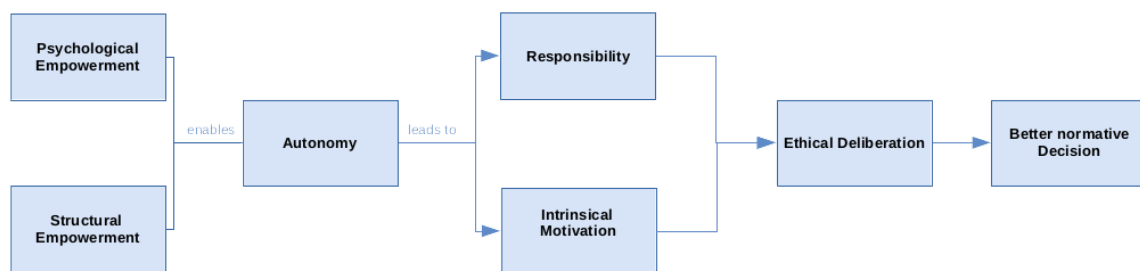 Psychological
Empowerment
Structural
Empowerment
enables
Autonomy
leads to
Responsibility
Intrinsical
Motivation
Ethical Deliberation
Better normative
Decision